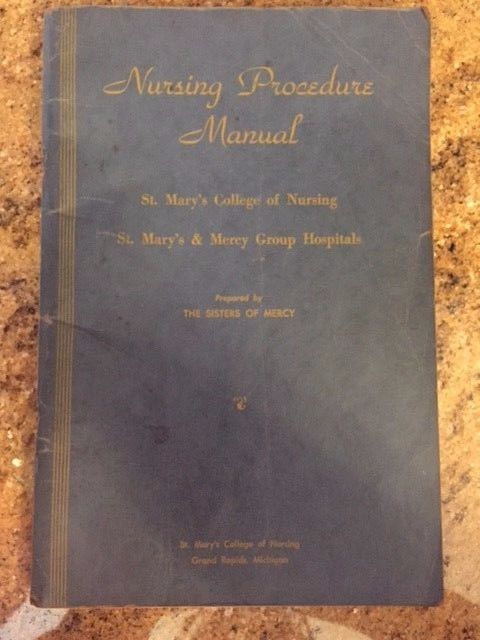 Nursing Procedure
Manual
St. Mary's College of Nursing
St. Mary's & Mercy Group Hospitals
Prepared by
THE SISTERS OF MERCY
St. Mary's College of Nursing
Grand Rapids, Michigan